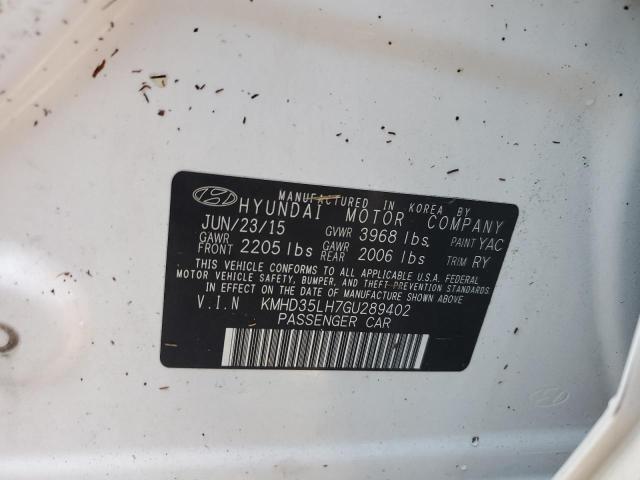 MANUFACTURED IN KOREA BY
HYUNDAI MOTOR COMPANY
JUN/23/15 GVWR 3968 lbs, PAINT YAC
GAWR FRONT 2205 lbs GAWR REAR 2006 lbs TRIM RY
THIS VEHICLE CONFORMS TO ALL APPLICABLE U.S.A. FEDERAL
MOTOR VEHICLE SAFETY, BUMPER, AND THEFT PREVENTION STANDARDS
IN EFFECT ON THE DATE OF MANUFACTURE SHOWN ABOVE.
V.I.N KMHD35LH7GU289402
PASSENGER CAR